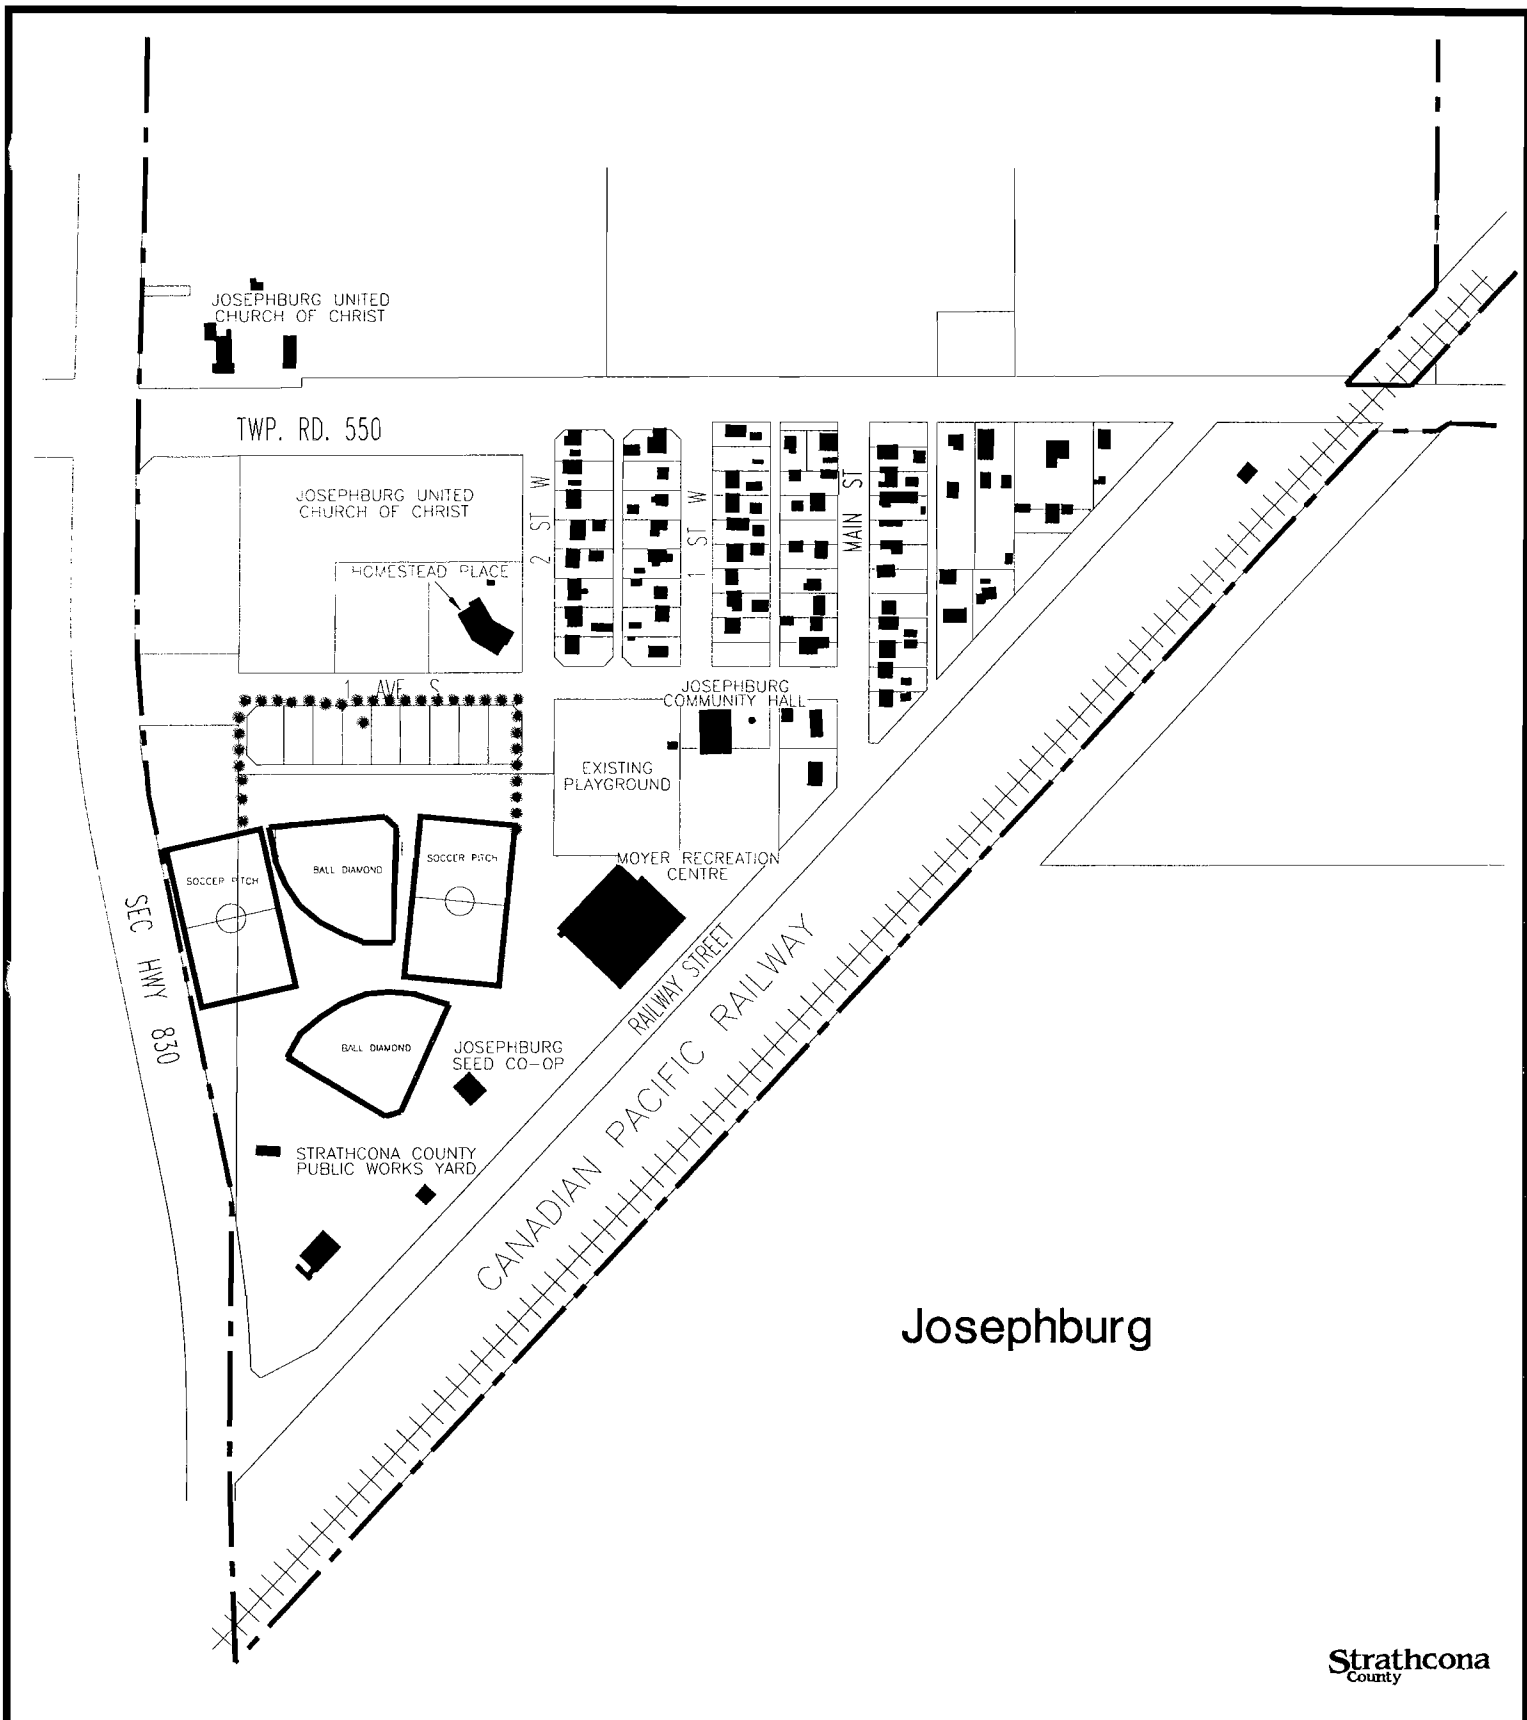 JOSEPHBURG UNITED
CHURCH OF CHRIST
TWP. RD. 550
JOSEPHBURG UNITED
CHURCH OF CHRIST
HOMESTEAD PLACE
2 ST W
1 ST W
MAIN ST
1 AVE S
JOSEPHBURG
COMMUNITY HALL
EXISTING
PLAYGROUND
SOCCER PITCH
BALL DIAMOND
SOCCER PITCH
MOYER RECREATION
CENTRE
SEC HWY 830
RAILWAY STREET
CANADIAN PACIFIC RAILWAY
BALL DIAMOND
JOSEPHBURG
SEED CO-OP
STRATHCONA COUNTY
PUBLIC WORKS YARD
Josephburg
Strathcona
County